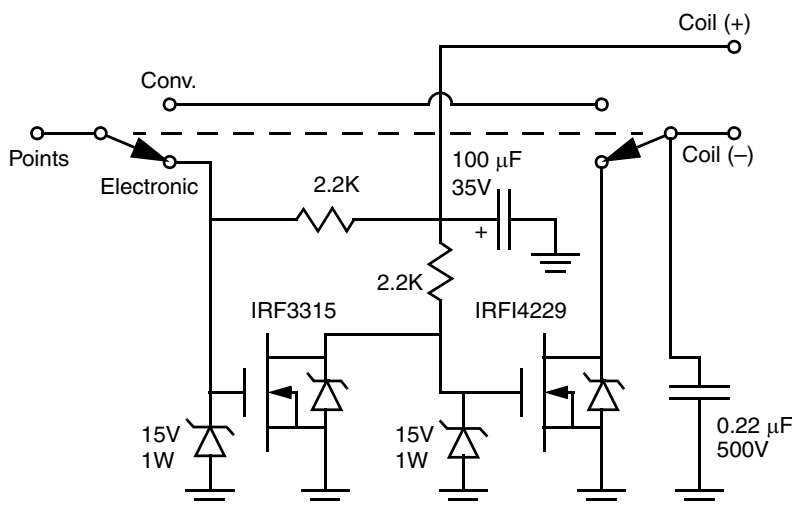 Coil (+)
Conv.
Points
Electronic
Coil (–)
100 μF
35V
+
2.2K
2.2K
IRF3315
IRFI4229
15V
1W
15V
1W
0.22 μF
500V